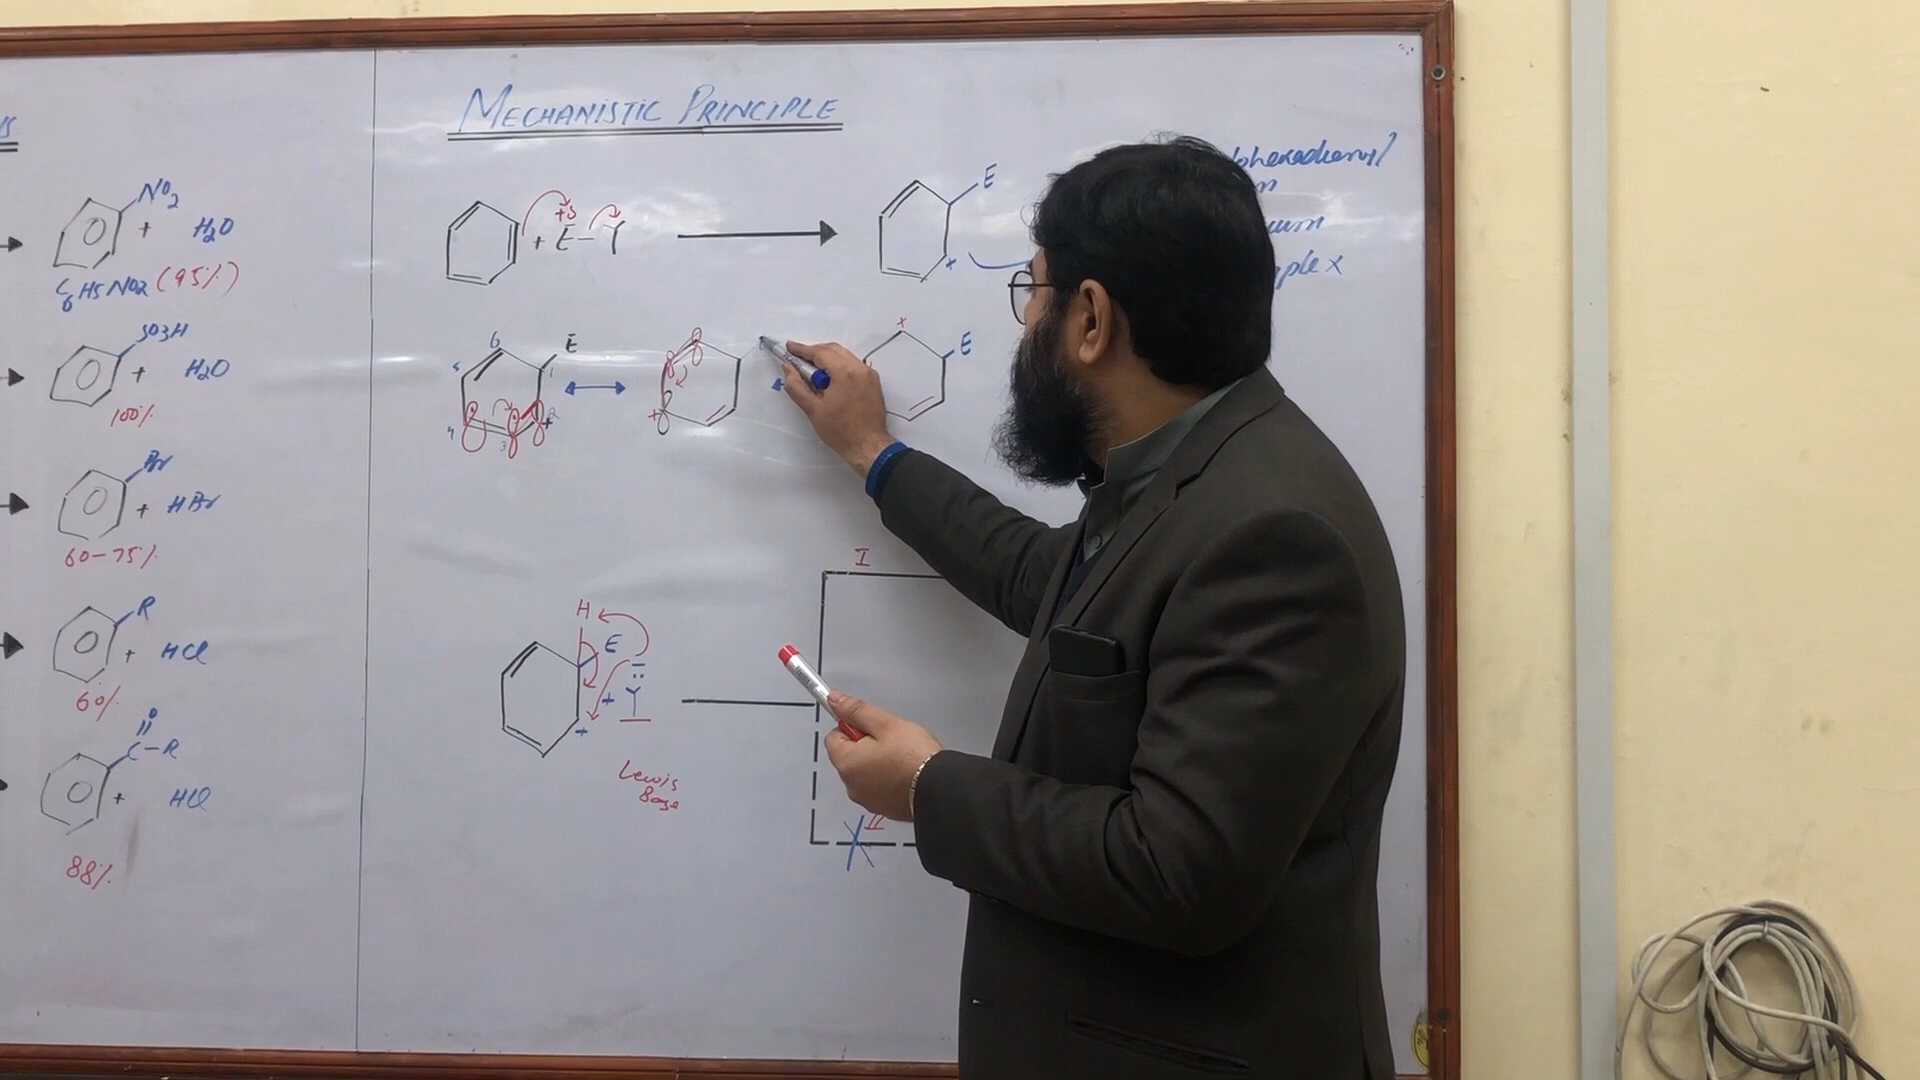 MECHANISTIC PRINCIPLE
NO2
+ H2O
C6H5NO2 (95%)
SO3H
+ H2O
100%
Br
+ HBr
60-75%
R
+ HCl
60%
O
C-R
+ HCl
88%
+δ
+ E-Y
E
+
6 E
5 1
4 3 2 +
+
+
E
I
H
E
+ Y
+
Lewis
Base
II